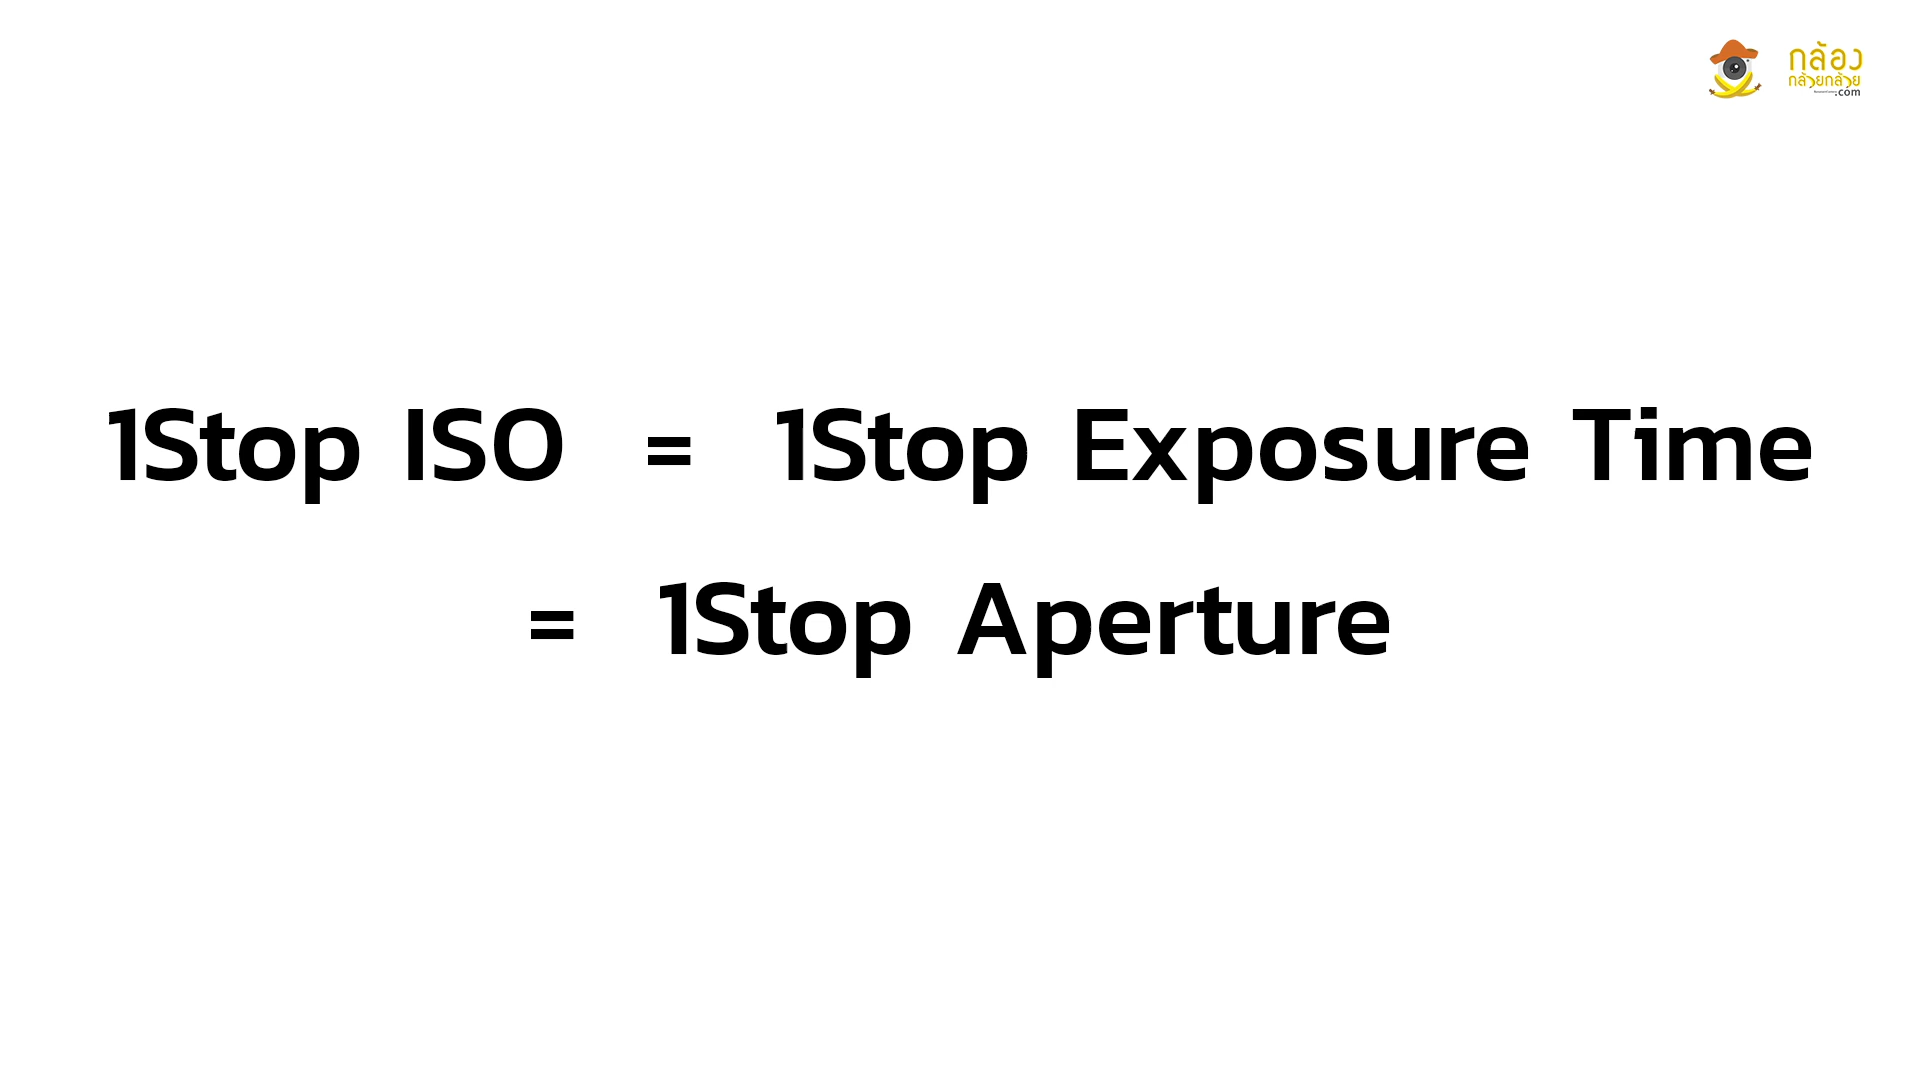 กล้อง
กล้วยกล้วย
.com
1Stop ISO = 1Stop Exposure Time
= 1Stop Aperture